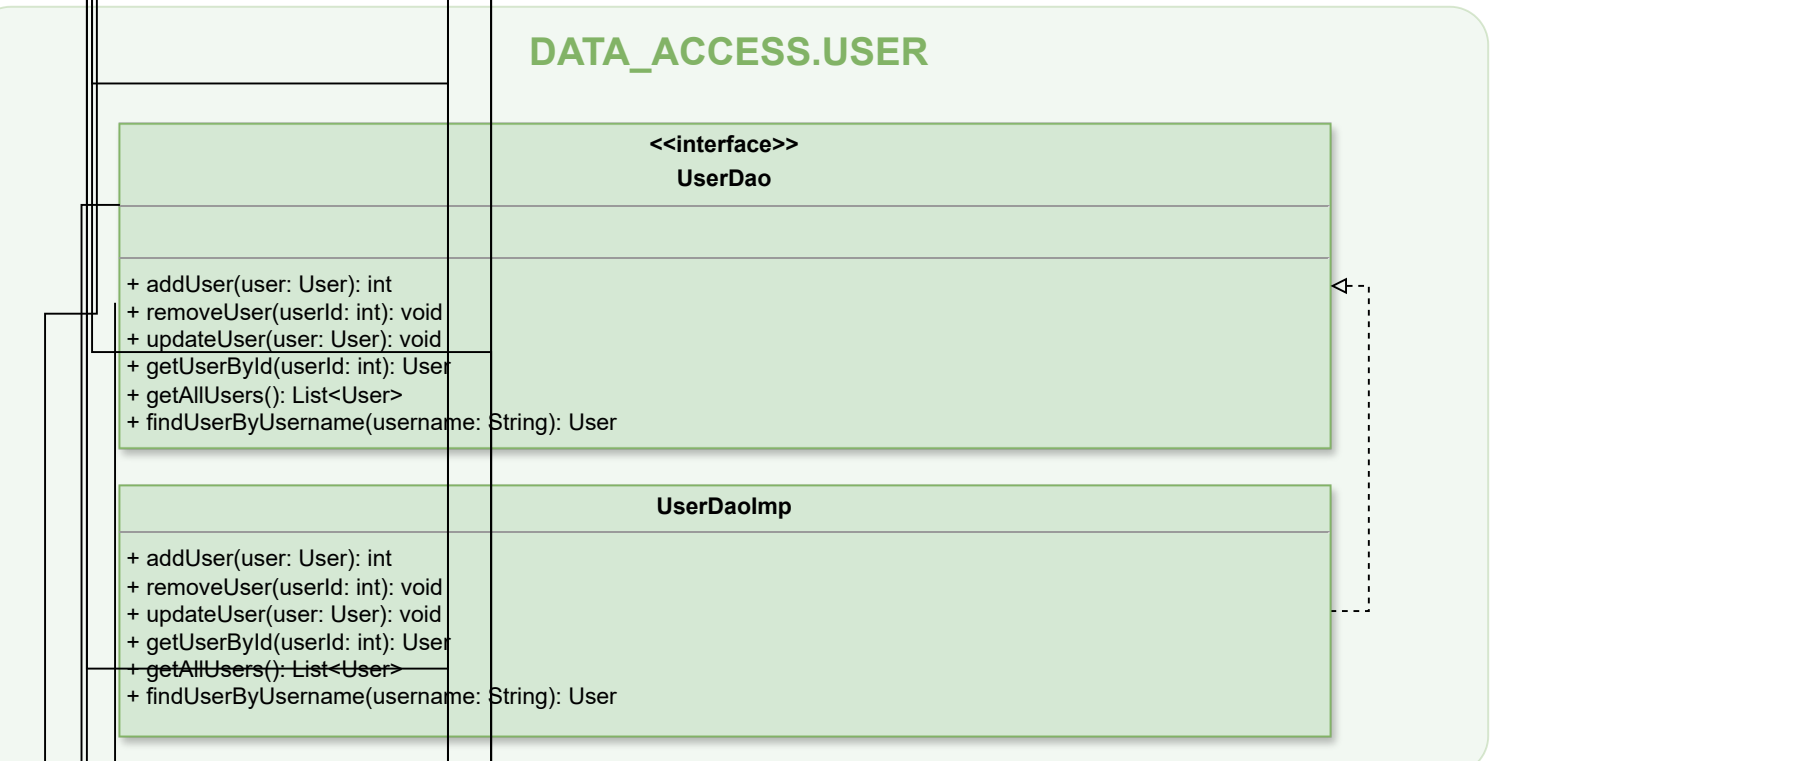 DATA_ACCESS.USER
<<interface>>
UserDao
+ addUser(user: User): int
+ removeUser(userId: int): void
+ updateUser(user: User): void
+ getUserById(userId: int): User
+ getAllUsers(): List<User>
+ findUserByUsername(username: String): User
UserDaoImp
+ addUser(user: User): int
+ removeUser(userId: int): void
+ updateUser(user: User): void
+ getUserById(userId: int): User
+ getAllUsers(): List<User>
+ findUserByUsername(username: String): User